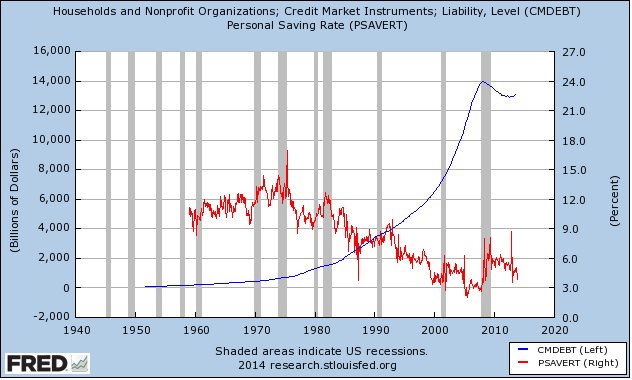 Households and Nonprofit Organizations; Credit Market Instruments; Liability, Level (CMDEBT)
Personal Saving Rate (PSAVERT)
16,000
14,000
12,000
10,000
8,000
6,000
4,000
2,000
0
-2,000
(Billions of Dollars)
27.0
24.0
21.0
18.0
15.0
12.0
9.0
6.0
3.0
0.0
(Percent)
1940 1950 1960 1970 1980 1990 2000 2010 2020
Shaded areas indicate US recessions.
2014 research.stlouisfed.org
FRED
CMDEBT (Left)
PSAVERT (Right)